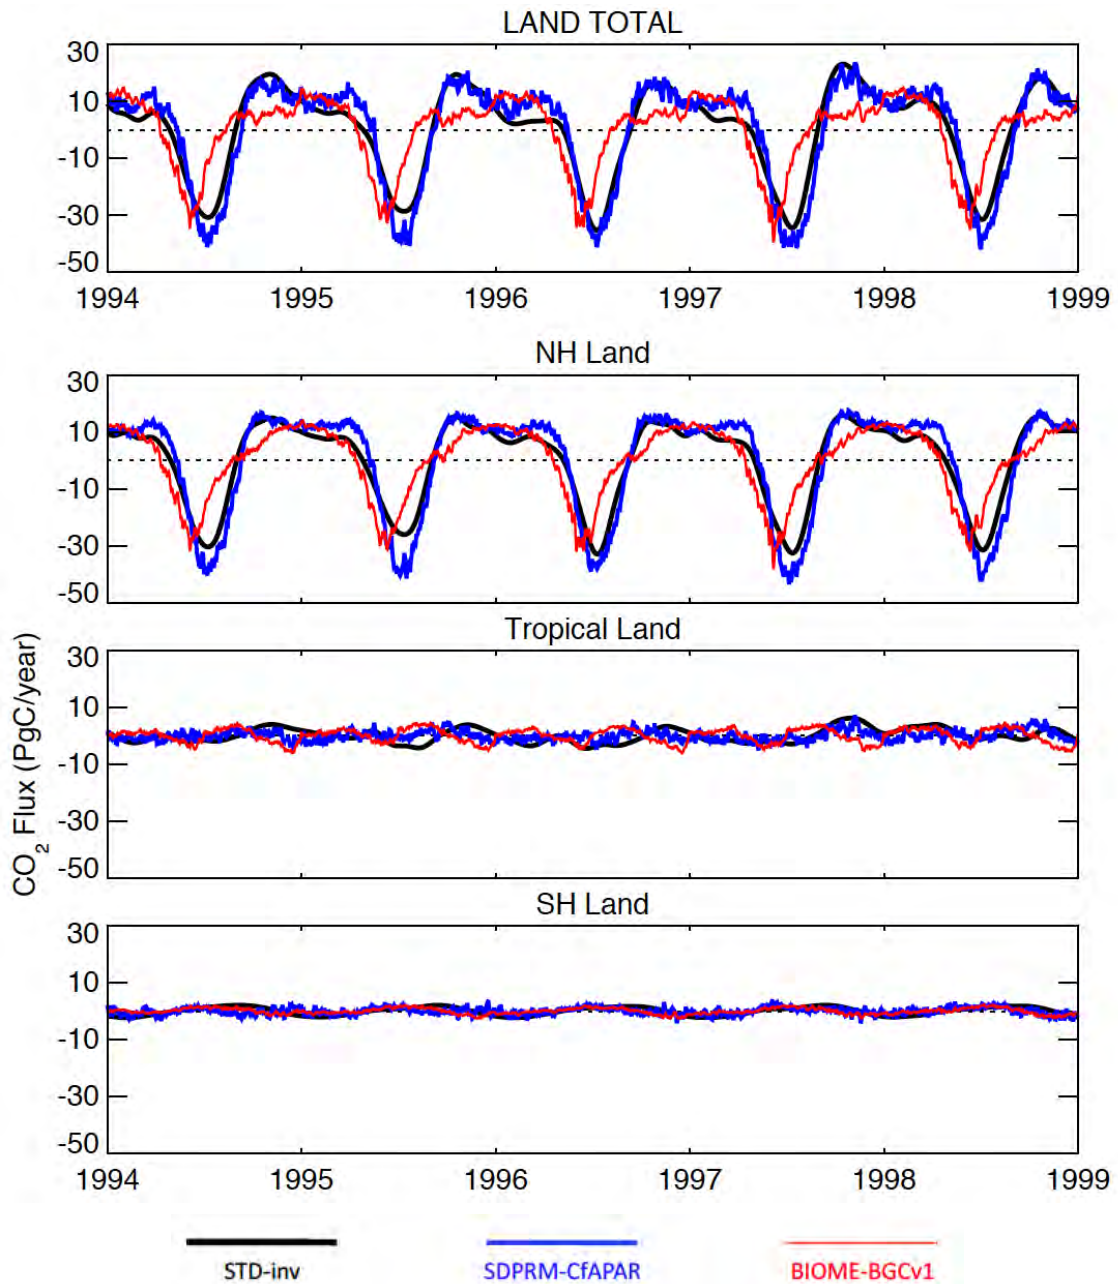 LAND TOTAL
30
10
-10
-30
-50
1994 1995 1996 1997 1998 1999
NH Land
30
10
-10
-30
-50
Tropical Land
30
10
-10
-30
-50
CO2 Flux (PgC/year)
SH Land
30
10
-10
-30
-50
1994 1995 1996 1997 1998 1999
STD-inv SDPRM-CfAPAR BIOME-BGCv1